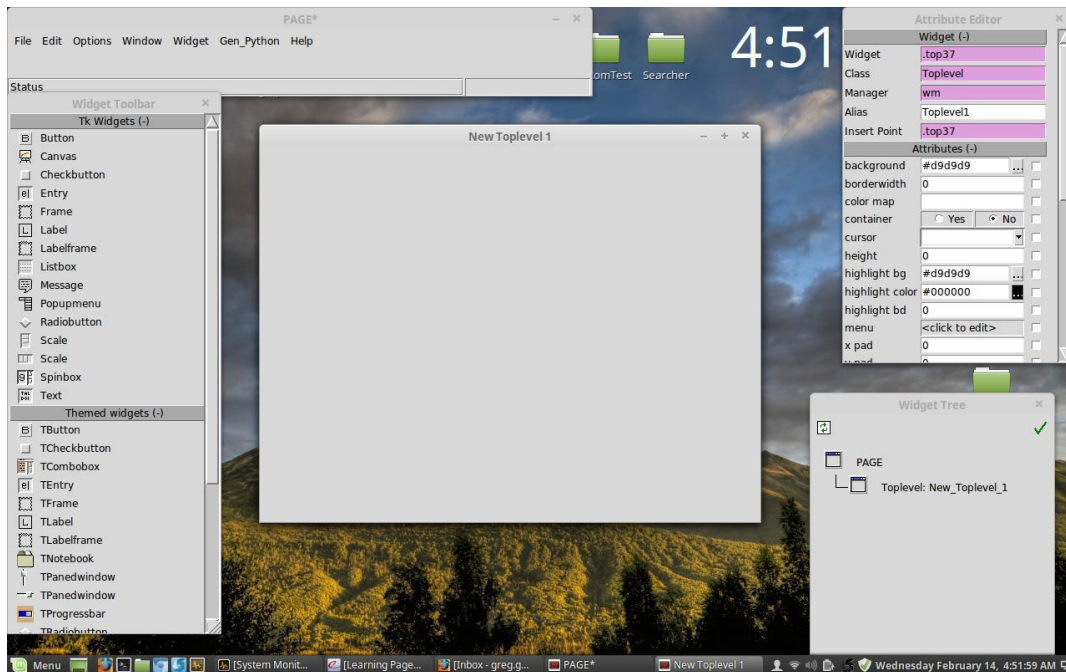 PAGE*
File Edit Options Window Widget Gen_Python Help
Status
omTest
Searcher
4:51
Widget Toolbar
Tk Widgets (-)
Button
Canvas
Checkbutton
Entry
Frame
Label
Labelframe
Listbox
Message
Popupmenu
Radiobutton
Scale
Scale
Spinbox
Text
Themed widgets (-)
TButton
TCheckbutton
TCombobox
TEntry
TFrame
TLabel
TLabelframe
TNotebook
TPanedwindow
TPanedwindow
TProgressbar
TRadiobutton
New Toplevel 1
Attribute Editor
Widget (-)
Widget .top37
Class Toplevel
Manager wm
Alias Toplevel1
Insert Point .top37
Attributes (-)
background #d9d9d9 ...
borderwidth 0
color map
container Yes No
cursor
height 0
highlight bg #d9d9d9 ...
highlight color #000000 ...
highlight bd 0
menu <click to edit>
x pad 0
y pad 0
Widget Tree
PAGE
Toplevel: New_Toplevel_1
Menu [System Monit... [Learning Page... [Inbox - greg.g... PAGE* New Toplevel 1 Wednesday February 14, 4:51:59 AM